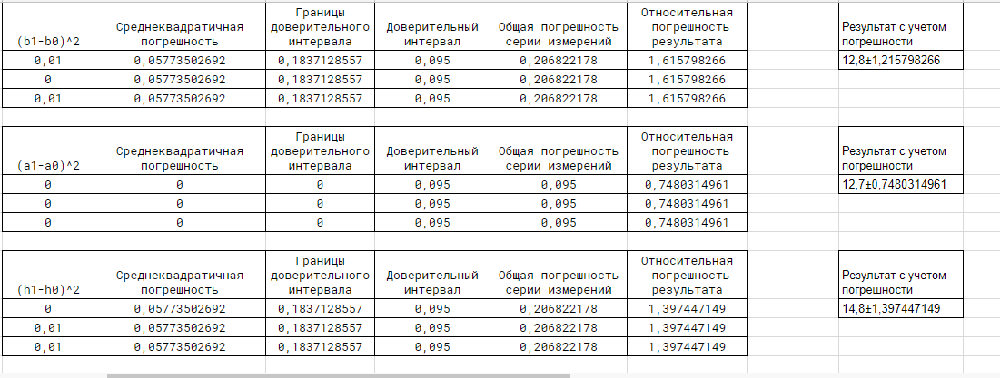 (b1-b0)^2 Среднеквадратичная погрешность Границы доверительного интервала Доверительный интервал Общая погрешность серии измерений Относительная погрешность результата Результат с учетом погрешности
0,01 0,05773502692 0,1837128557 0,095 0,206822178 1,615798266 12,8±1,215798266
0 0,05773502692 0,1837128557 0,095 0,206822178 1,615798266
0,01 0,05773502692 0,1837128557 0,095 0,206822178 1,615798266
(a1-a0)^2 Среднеквадратичная погрешность Границы доверительного интервала Доверительный интервал Общая погрешность серии измерений Относительная погрешность результата Результат с учетом погрешности
0 0 0 0,095 0,095 0,7480314961 12,7±0,7480314961
0 0 0 0,095 0,095 0,7480314961
0 0 0 0,095 0,095 0,7480314961
(h1-h0)^2 Среднеквадратичная погрешность Границы доверительного интервала Доверительный интервал Общая погрешность серии измерений Относительная погрешность результата Результат с учетом погрешности
0 0,05773502692 0,1837128557 0,095 0,206822178 1,397447149 14,8±1,397447149
0,01 0,05773502692 0,1837128557 0,095 0,206822178 1,397447149
0,01 0,05773502692 0,1837128557 0,095 0,206822178 1,397447149